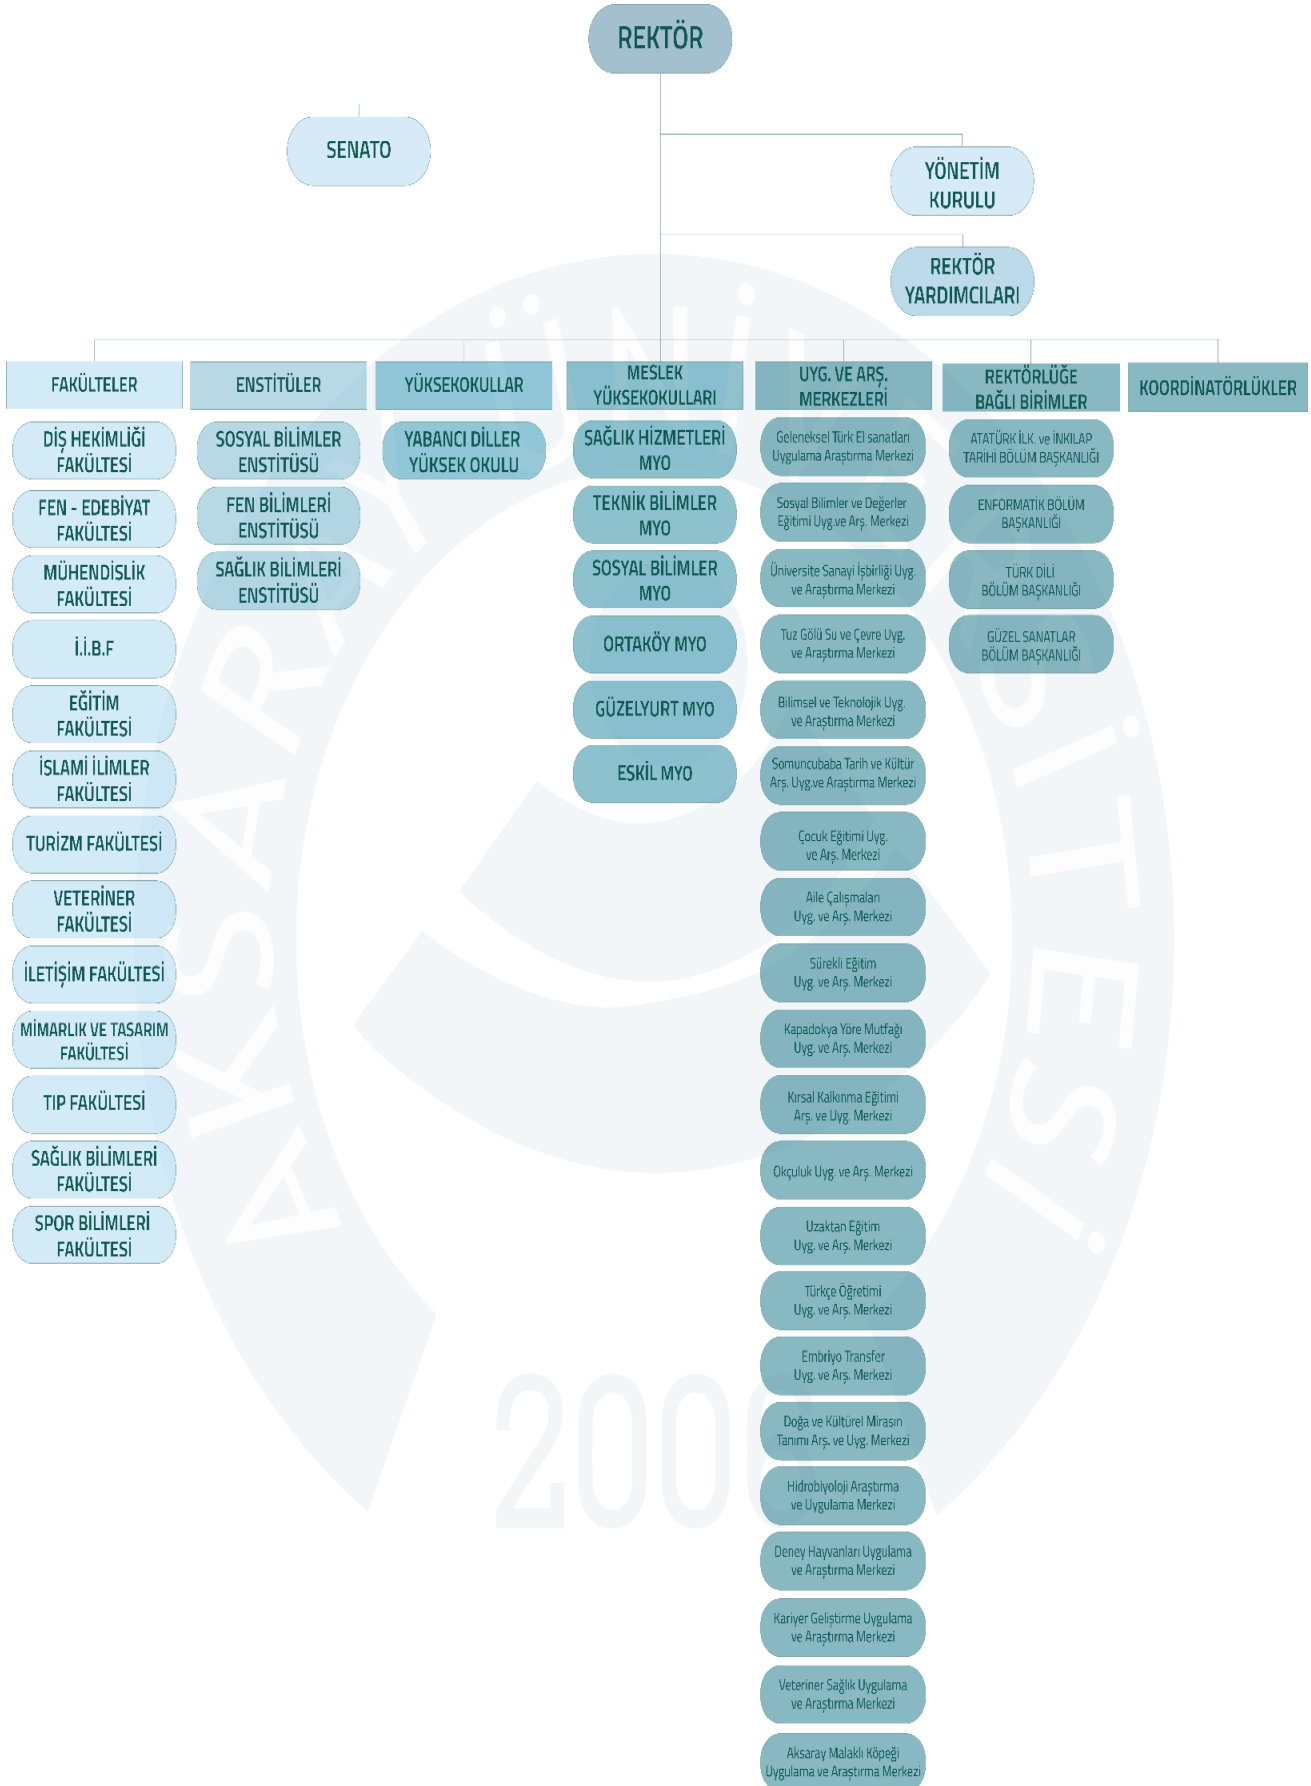 REKTÖR
SENATO
YÖNETİM
KURULU
REKTÖR
YARDIMCILARI
FAKÜLTELER
DİŞ HEKİMLİĞİ
FAKÜLTESİ
FEN - EDEBİYAT
FAKÜLTESİ
MÜHENDİSLİK
FAKÜLTESİ
İ.İ.B.F
EĞİTİM
FAKÜLTESİ
İSLAMİ İLİMLER
FAKÜLTESİ
TURİZM FAKÜLTESİ
VETERİNER
FAKÜLTESİ
İLETİŞİM FAKÜLTESİ
MİMARLIK VE TASARIM
FAKÜLTESİ
TIP FAKÜLTESİ
SAĞLIK BİLİMLERİ
FAKÜLTESİ
SPOR BİLİMLERİ
FAKÜLTESİ
ENSTİTÜLER
SOSYAL BİLİMLER
ENSTİTÜSÜ
FEN BİLİMLERİ
ENSTİTÜSÜ
SAĞLIK BİLİMLERİ
ENSTİTÜSÜ
YÜKSEKOKULLAR
YABANCI DİLLER
YÜKSEK OKULU
MESLEK
YÜKSEKOKULLARI
SAĞLIK HİZMETLERİ
MYO
TEKNİK BİLİMLER
MYO
SOSYAL BİLİMLER
MYO
ORTAKÖY MYO
GÜZELYURT MYO
ESKİL MYO
UYG. VE ARŞ.
MERKEZLERİ
Geleneksel Türk El sanatları
Uygulama Araştırma Merkezi
Sosyal Bilimler ve Değerler
Eğitimi Uyg.ve Arş. Merkezi
Üniversite Sanayi İşbirliği Uyg.
ve Araştırma Merkezi
Tuz Gölü Su ve Çevre Uyg.
ve Araştırma Merkezi
Bilimsel ve Teknolojik Uyg.
ve Araştırma Merkezi
Somuncubaba Tarih ve Kültür
Arş. Uyg.ve Araştırma Merkezi
Çocuk Eğitimi Uyg.
ve Arş. Merkezi
Aile Çalışmaları
Uyg. ve Arş. Merkezi
Sürekli Eğitim
Uyg. ve Arş. Merkezi
Kapadokya Yöre Mutfağı
Uyg. ve Arş. Merkezi
Kırsal Kalkınma Eğitimi
Arş. ve Uyg. Merkezi
Okçuluk Uyg. ve Arş. Merkezi
Uzaktan Eğitim
Uyg. ve Arş. Merkezi
Türkçe Öğretimi
Uyg. ve Arş. Merkezi
Embriyo Transfer
Uyg. ve Arş. Merkezi
Doğa ve Kültürel Mirasın
Tanımı Arş. ve Uyg. Merkezi
Hidrobiyoloji Araştırma
ve Uygulama Merkezi
Deney Hayvanları Uygulama
ve Araştırma Merkezi
Kariyer Geliştirme Uygulama
ve Araştırma Merkezi
Veteriner Sağlık Uygulama
ve Araştırma Merkezi
Aksaray Malaklı Köpeği
Uygulama ve Araştırma Merkezi
REKTÖRLÜĞE
BAĞLI BİRİMLER
ATATÜRK İLK. ve İNKILAP
TARİHİ BÖLÜM BAŞKANLIĞI
ENFORMATİK BÖLÜM
BAŞKANLIĞI
TÜRK DİLİ
BÖLÜM BAŞKANLIĞI
GÜZEL SANATLAR
BÖLÜM BAŞKANLIĞI
KOORDİNATÖRLÜKLER
AKSARAY ÜNİVERSİTESİ
2006